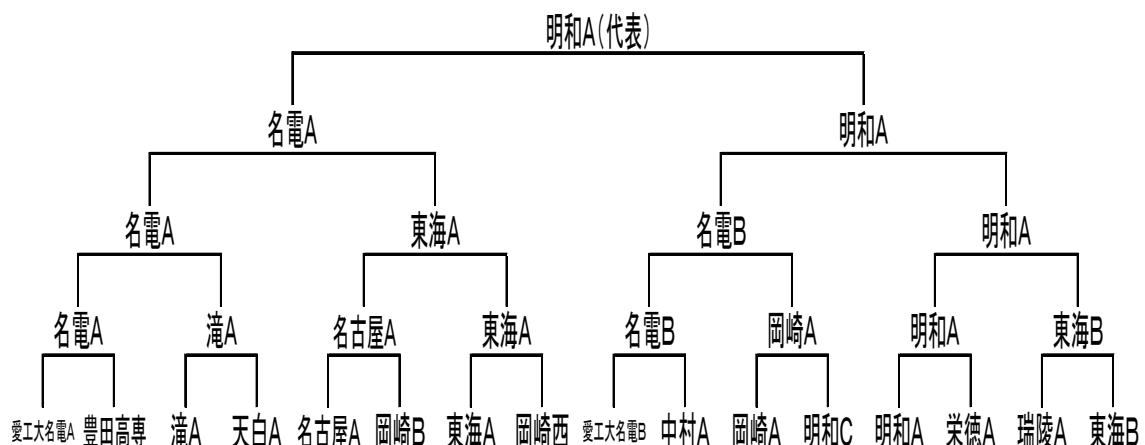 明和A(代表)
名電A 明和A
名電A 東海A 名電B 明和A
名電A 滝A 名古屋A 東海A 名電B 岡崎A 明和A 東海B
愛工大名電A 豊田高専 滝A 天白A 名古屋A 岡崎B 東海A 岡崎西 愛工大名電B 中村A 岡崎A 明和C 明和A 栄徳A 瑞陵A 東海B